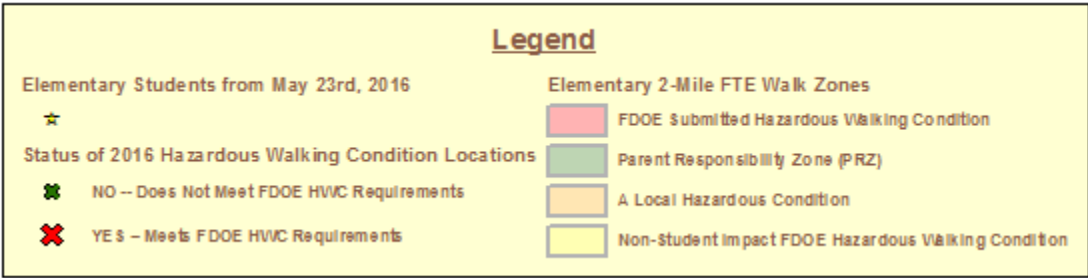 Legend
Elementary Students from May 23rd, 2016
Status of 2016 Hazardous Walking Condition Locations
NO -- Does Not Meet FDOE HWC Requirements
YES – Meets FDOE HWC Requirements
Elementary 2-Mile FTE Walk Zones
FDOE Submitted Hazardous Walking Condition
Parent Responsibility Zone (PRZ)
A Local Hazardous Condition
Non-Student Impact FDOE Hazardous Walking Condition